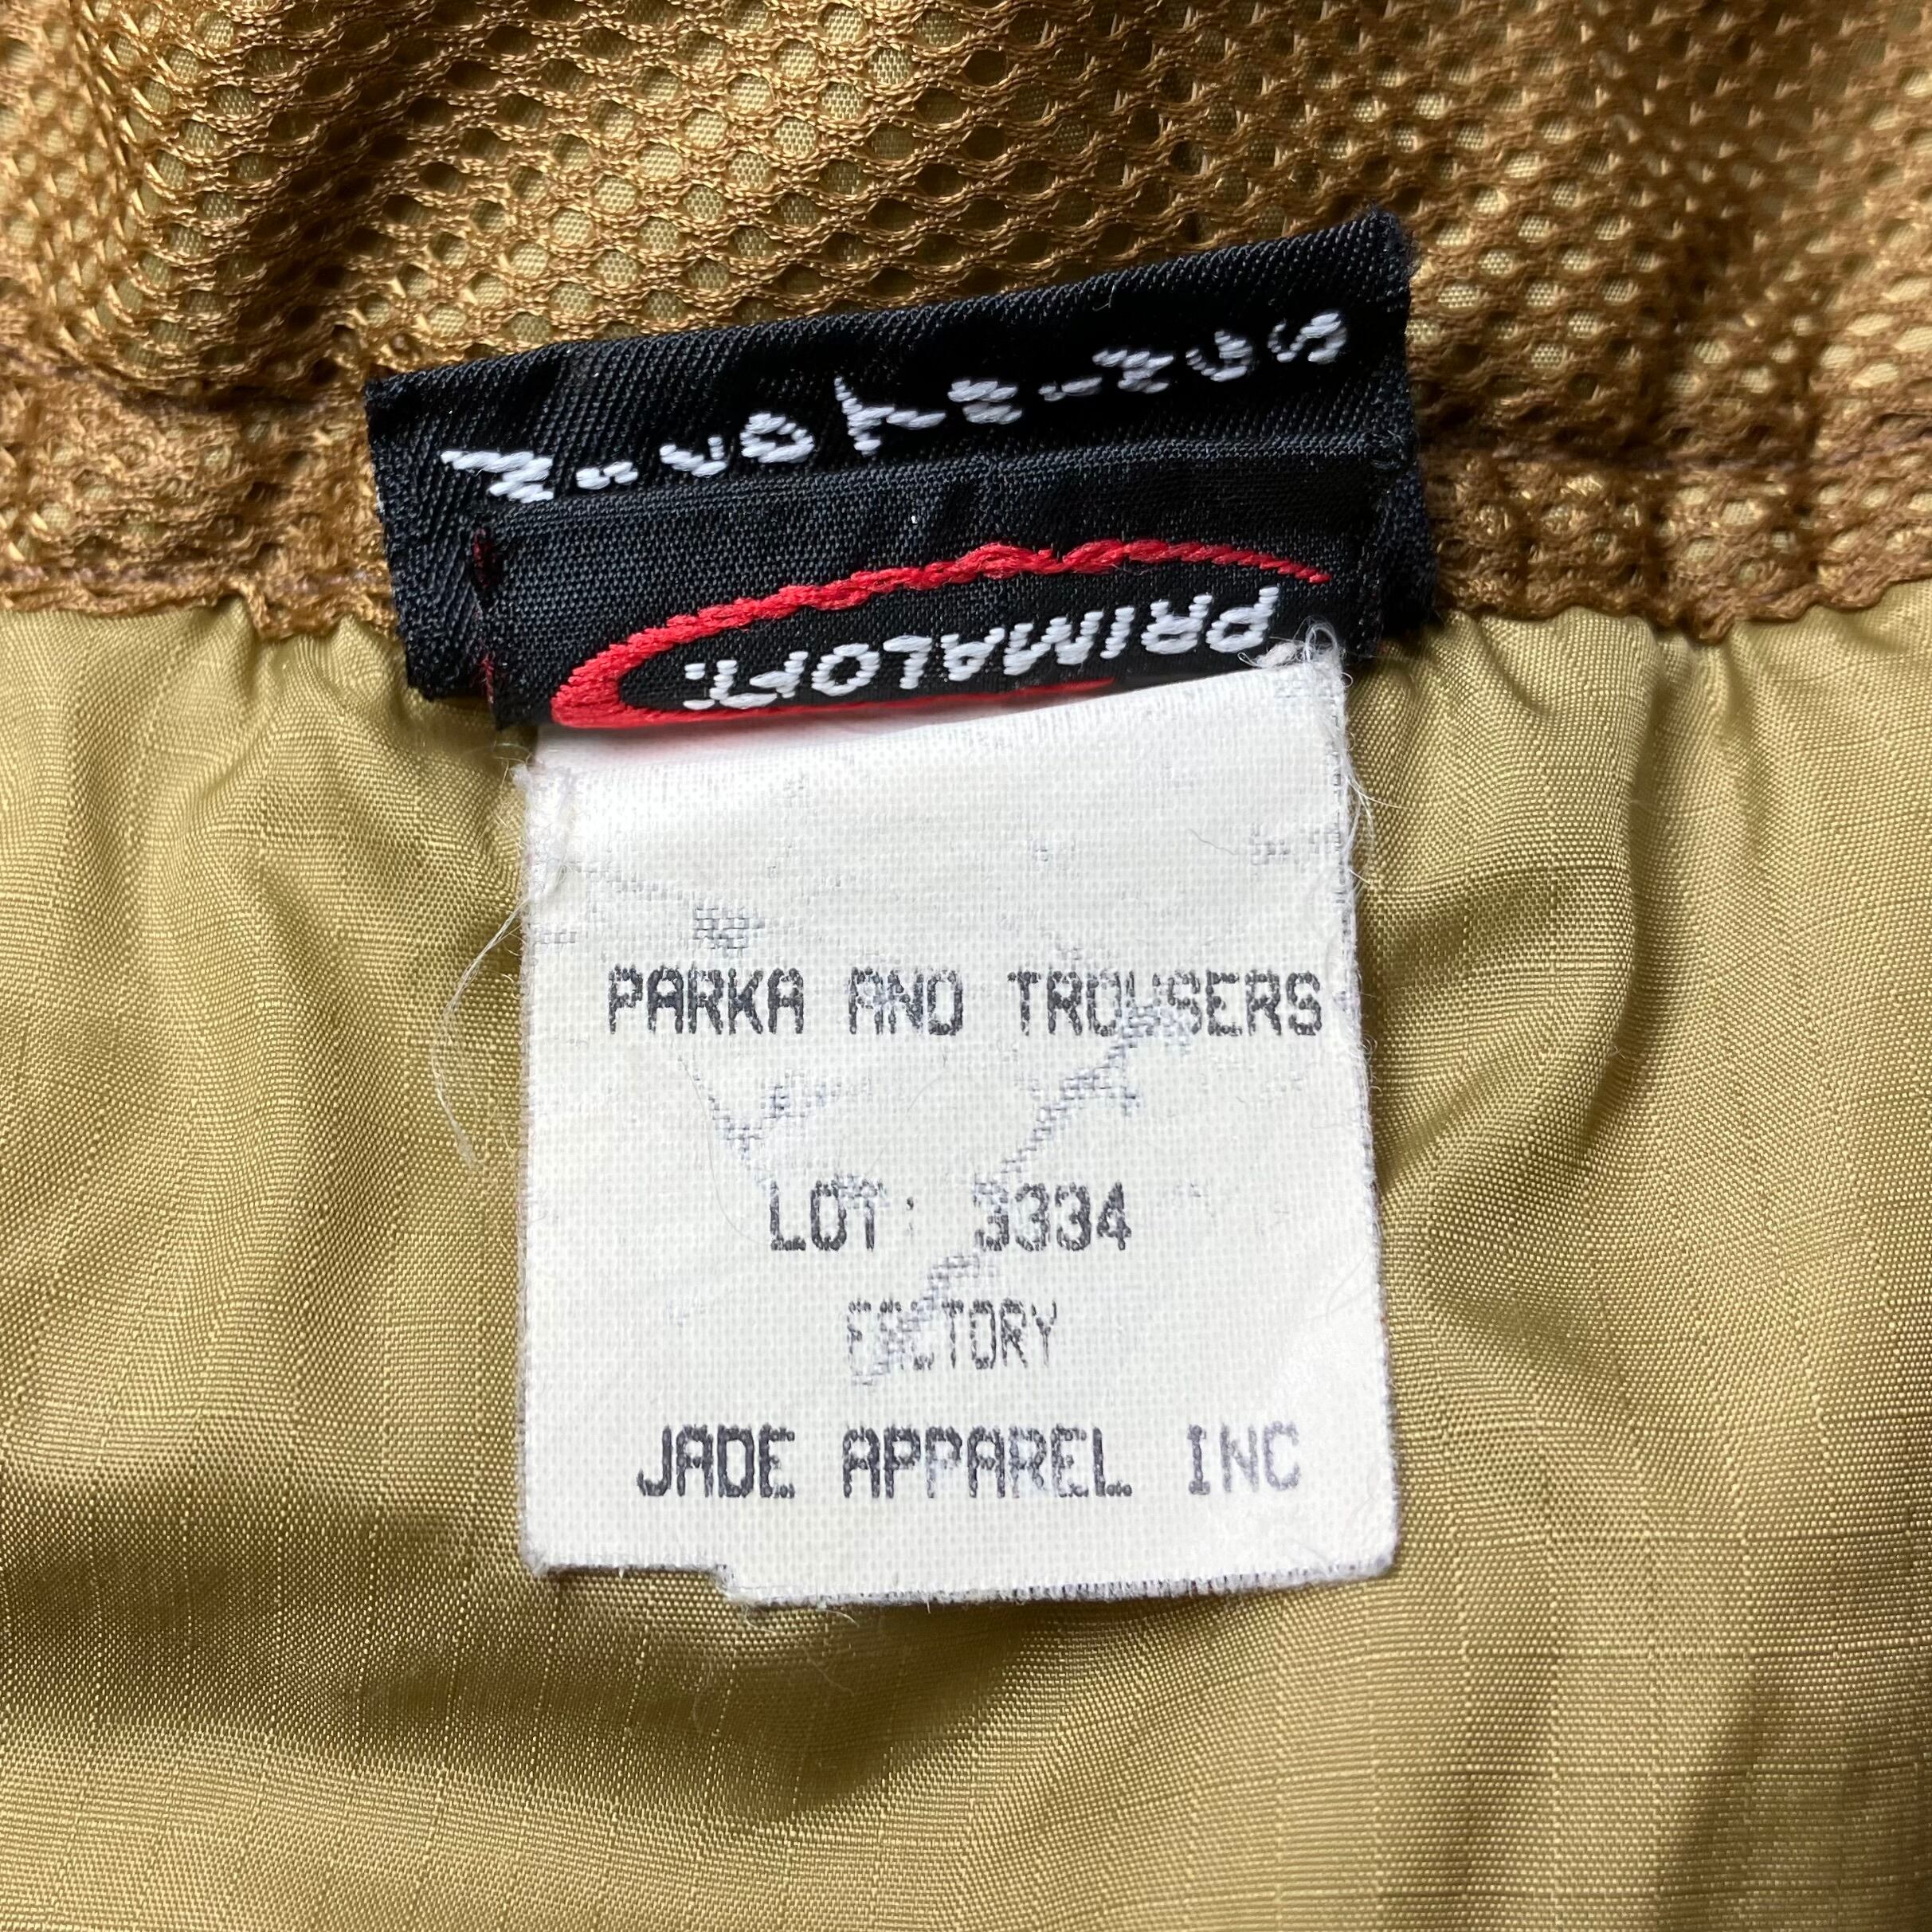 PRIMALOFT
PARKA AND TROUSERS
LOT: 3334
FACTORY
JADE APPAREL INC